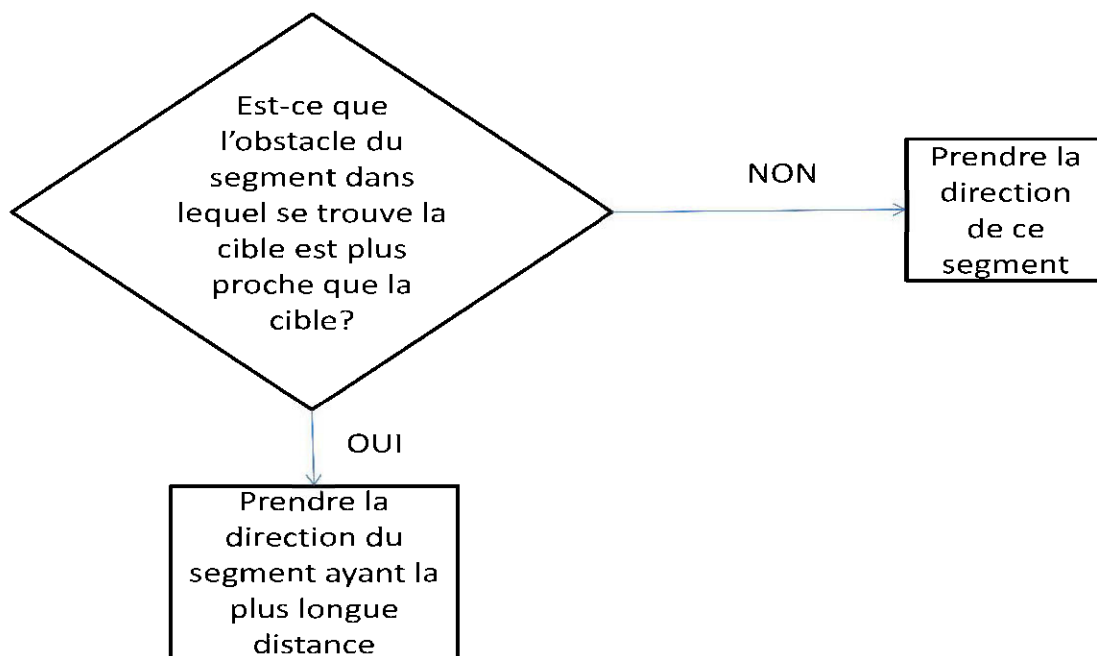 Est-ce que
l'obstacle du
segment dans
lequel se trouve la
cible est plus
proche que la
cible?
NON
Prendre la
direction
de ce
segment
OUI
Prendre la
direction du
segment ayant la
plus longue
distance